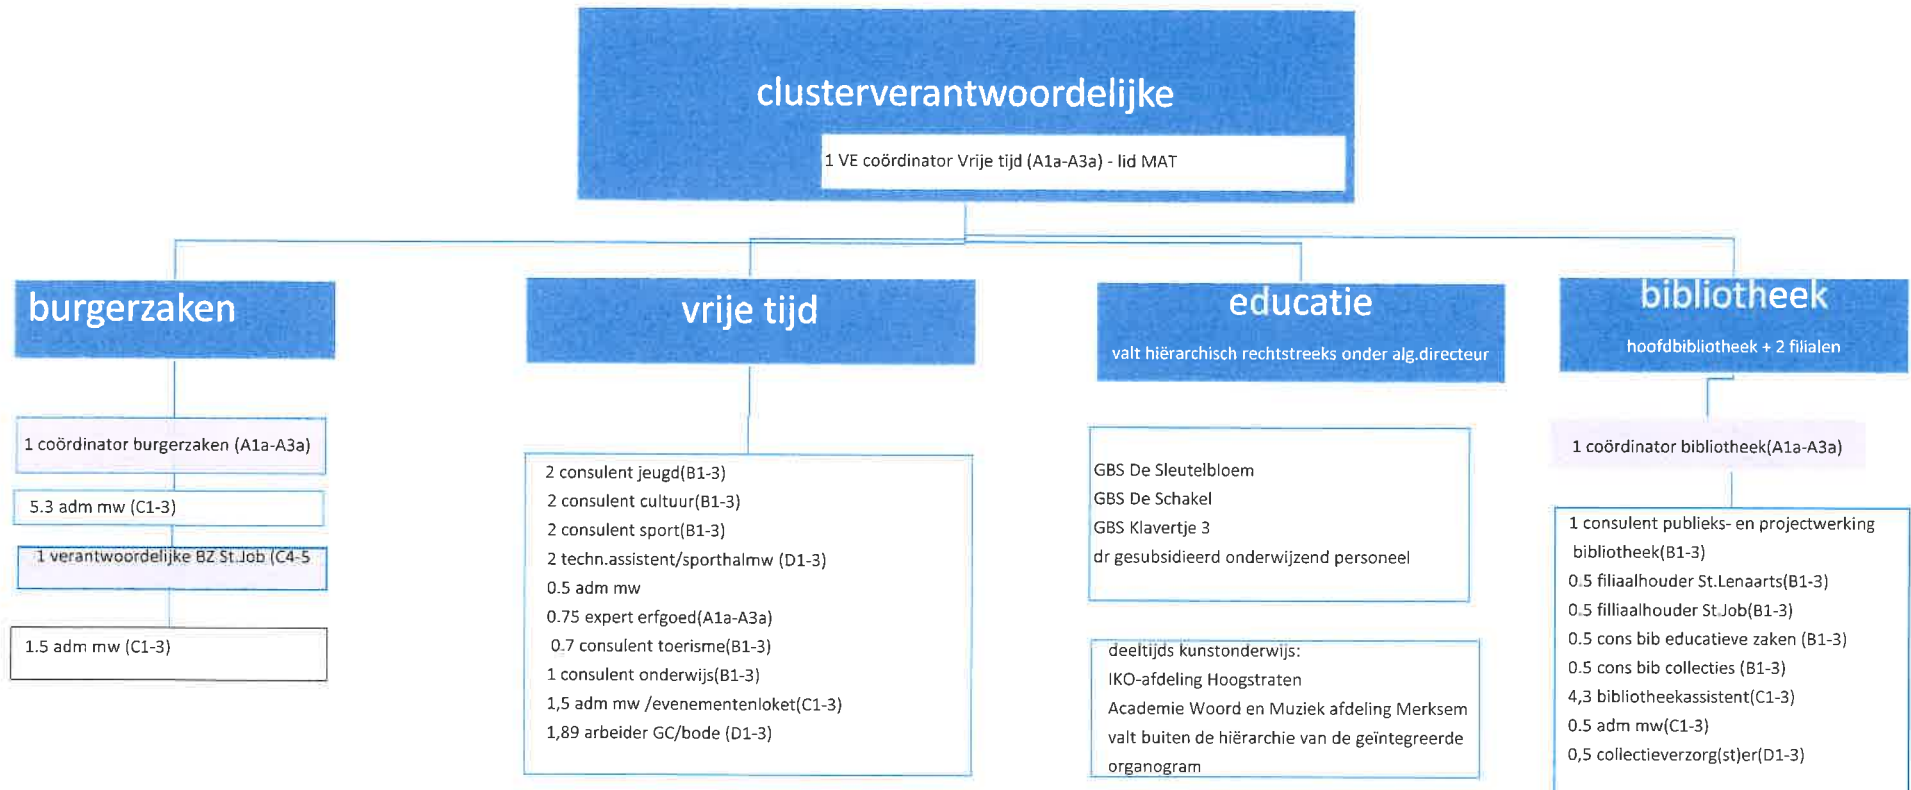 clusterverantwoordelijke
1 VE coördinator Vrije tijd (A1a-A3a) - lid MAT
burgerzaken
1 coördinator burgerzaken (A1a-A3a)
5.3 adm mw (C1-3)
1 verantwoordelijke BZ St.Job (C4-5
1.5 adm mw (C1-3)
vrije tijd
2 consulent jeugd(B1-3)
2 consulent cultuur(B1-3)
2 consulent sport(B1-3)
2 techn.assistent/sporthalmw (D1-3)
0.5 adm mw
0.75 expert erfgoed(A1a-A3a)
0.7 consulent toerisme(B1-3)
1 consulent onderwijs(B1-3)
1,5 adm mw /evenementenloket(C1-3)
1,89 arbeider GC/bode (D1-3)
educatie
valt hiërarchisch rechtstreeks onder alg.directeur
GBS De Sleutelbloem
GBS De Schakel
GBS Klavertje 3
dr gesubsidieerd onderwijzend personeel
deeltijds kunstonderwijs:
IKO-afdeling Hoogstraten
Academie Woord en Muziek afdeling Merksem
valt buiten de hiërarchie van de geïntegreerde
organogram
bibliotheek
hoofdbibliotheek + 2 filialen
1 coördinator bibliotheek(A1a-A3a)
1 consulent publieks- en projectwerking
bibliotheek(B1-3)
0.5 filiaalhouder St.Lenaarts(B1-3)
0.5 filliaalhouder St.Job(B1-3)
0.5 cons bib educatieve zaken (B1-3)
0.5 cons bib collecties (B1-3)
4,3 bibliotheekassistent(C1-3)
0.5 adm mw(C1-3)
0,5 collectieverzorg(st)er(D1-3)